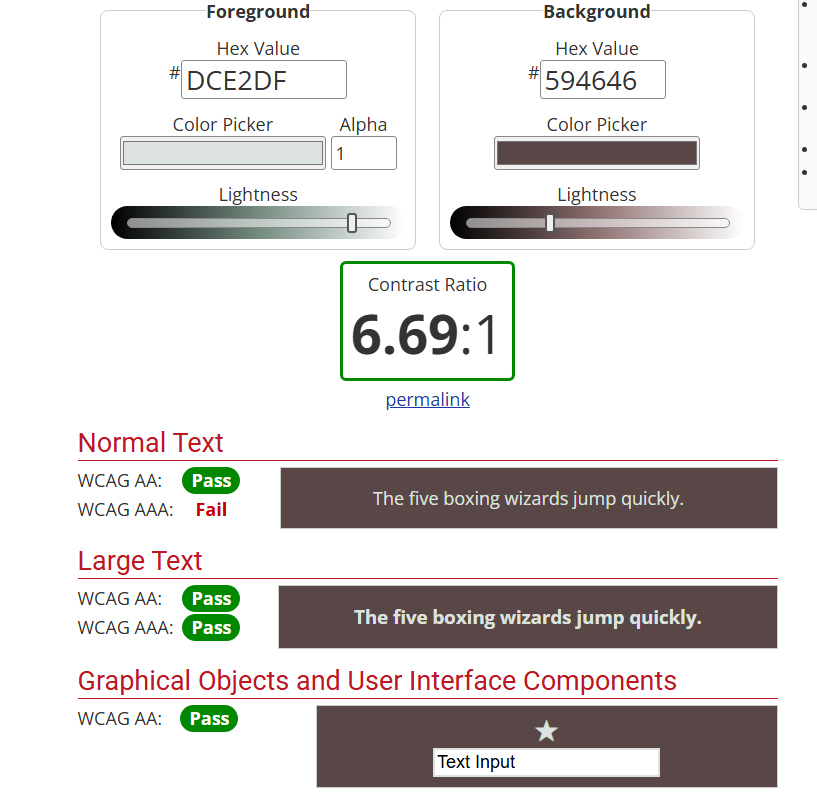 Foreground
Background
Hex Value
# DCE2DF
Hex Value
# 594646
Color Picker
Alpha
1
Color Picker
Lightness
Lightness
Contrast Ratio
6.69:1
permalink
Normal Text
WCAG AA: Pass
WCAG AAA: Fail
The five boxing wizards jump quickly.
Large Text
WCAG AA: Pass
WCAG AAA: Pass
The five boxing wizards jump quickly.
Graphical Objects and User Interface Components
WCAG AA: Pass
Text Input